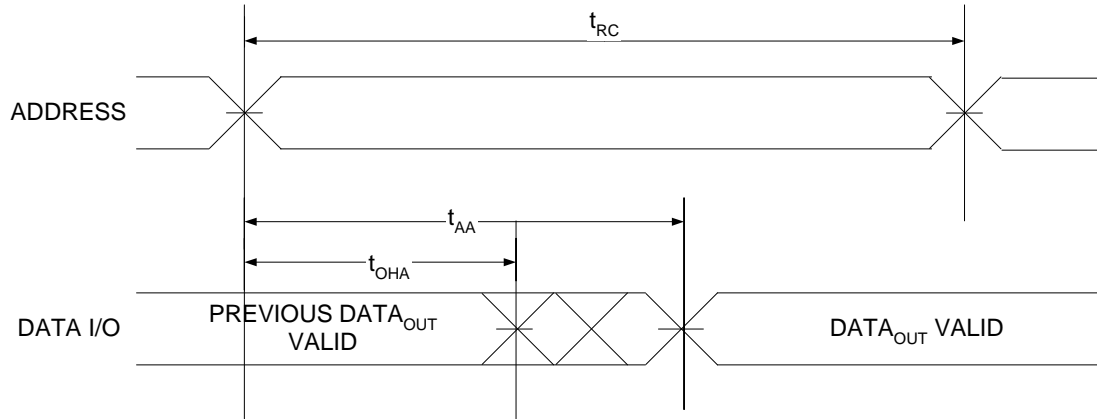 tRC
ADDRESS
tAA
tOHA
DATA I/O
PREVIOUS DATAOUT
VALID
DATAOUT VALID